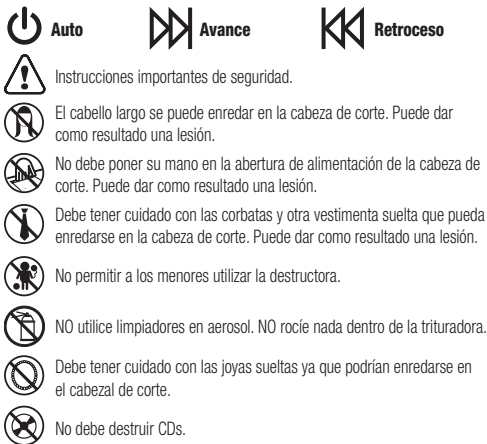 Auto Avance Retroceso
Instrucciones importantes de seguridad.
El cabello largo se puede enredar en la cabeza de corte. Puede dar
como resultado una lesión.
No debe poner su mano en la abertura de alimentación de la cabeza de
corte. Puede dar como resultado una lesión.
Debe tener cuidado con las corbatas y otra vestimenta suelta que pueda
enredarse en la cabeza de corte. Puede dar como resultado una lesión.
No permitir a los menores utilizar la destructora.
NO utilice limpiadores en aerosol. NO rocíe nada dentro de la trituradora.
Debe tener cuidado con las joyas sueltas ya que podrían enredarse en
el cabezal de corte.
No debe destruir CDs.